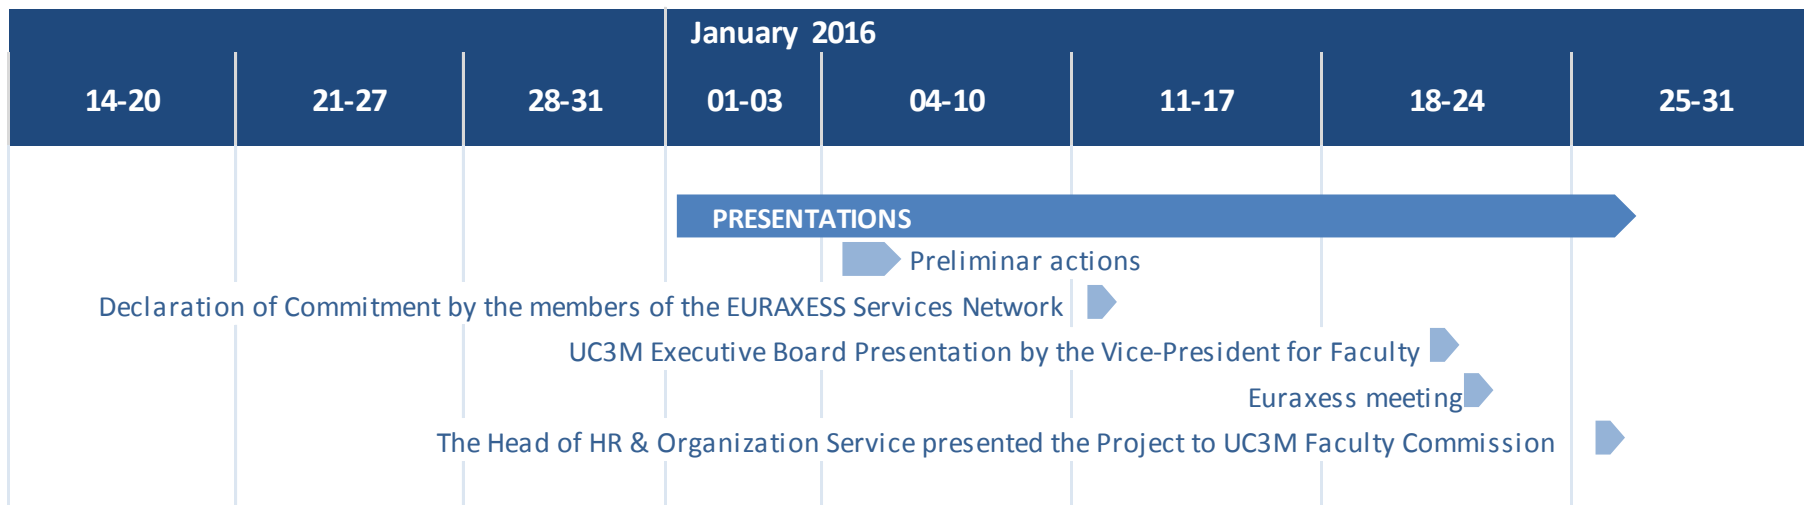 January 2016
14-20 21-27 28-31 01-03 04-10 11-17 18-24 25-31
PRESENTATIONS
Preliminar actions
Declaration of Commitment by the members of the EURAXESS Services Network
UC3M Executive Board Presentation by the Vice-President for Faculty
Euraxess meeting
The Head of HR & Organization Service presented the Project to UC3M Faculty Commission